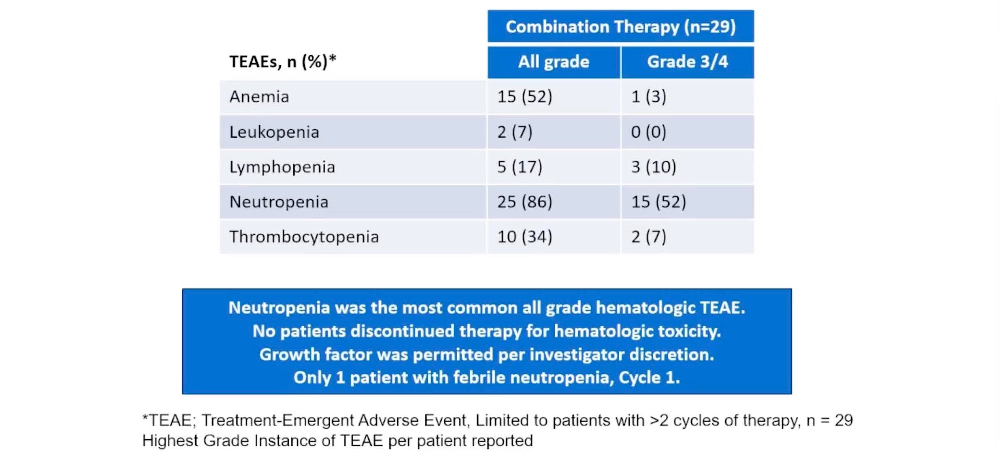 Combination Therapy (n=29)
TEAEs, n (%)* All grade Grade 3/4
Anemia 15 (52) 1 (3)
Leukopenia 2 (7) 0 (0)
Lymphopenia 5 (17) 3 (10)
Neutropenia 25 (86) 15 (52)
Thrombocytopenia 10 (34) 2 (7)
Neutropenia was the most common all grade hematologic TEAE.
No patients discontinued therapy for hematologic toxicity.
Growth factor was permitted per investigator discretion.
Only 1 patient with febrile neutropenia, Cycle 1.
*TEAE; Treatment-Emergent Adverse Event, Limited to patients with >2 cycles of therapy, n = 29
Highest Grade Instance of TEAE per patient reported